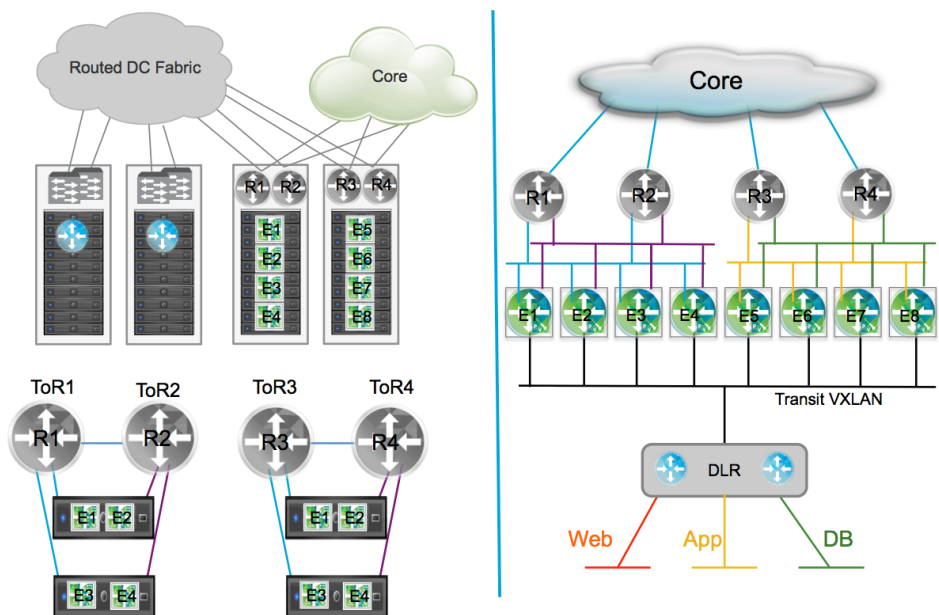 Routed DC Fabric
Core
R1 R2 R3 R4
E1 E5
E2 E6
E3 E7
E4 E8
ToR1 ToR2 ToR3 ToR4
R1 R2 R3 R4
E1 E2 E1 E2
E3 E4 E3 E4
Core
R1 R2 R3 R4
E1 E2 E3 E4 E5 E6 E7 E8
Transit VXLAN
DLR
Web App DB